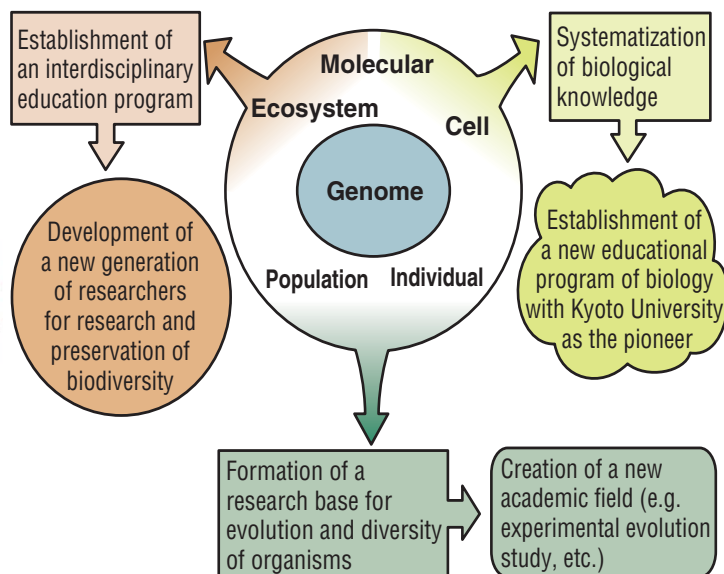 Establishment of
an interdisciplinary
education program
Development of
a new generation
of researchers
for research and
preservation of
biodiversity
Molecular
Ecosystem
Cell
Genome
Population
Individual
Systematization
of biological
knowledge
Establishment of
a new educational
program of biology
with Kyoto University
as the pioneer
Formation of a
research base for
evolution and diversity
of organisms
Creation of a new
academic field (e.g.
experimental evolution
study, etc.)